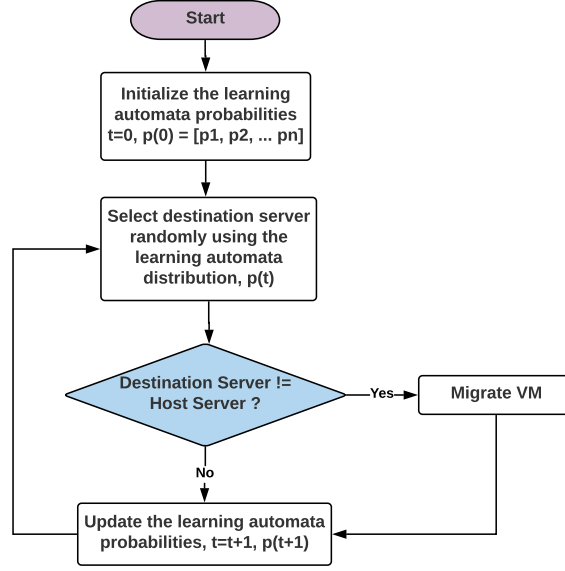 Start
Initialize the learning
automata probabilities
t=0, p(0) = [p1, p2, ... pn]
Select destination server
randomly using the
learning automata
distribution, p(t)
Destination Server !=
Host Server ?
Yes
Migrate VM
No
Update the learning automata
probabilities, t=t+1, p(t+1)